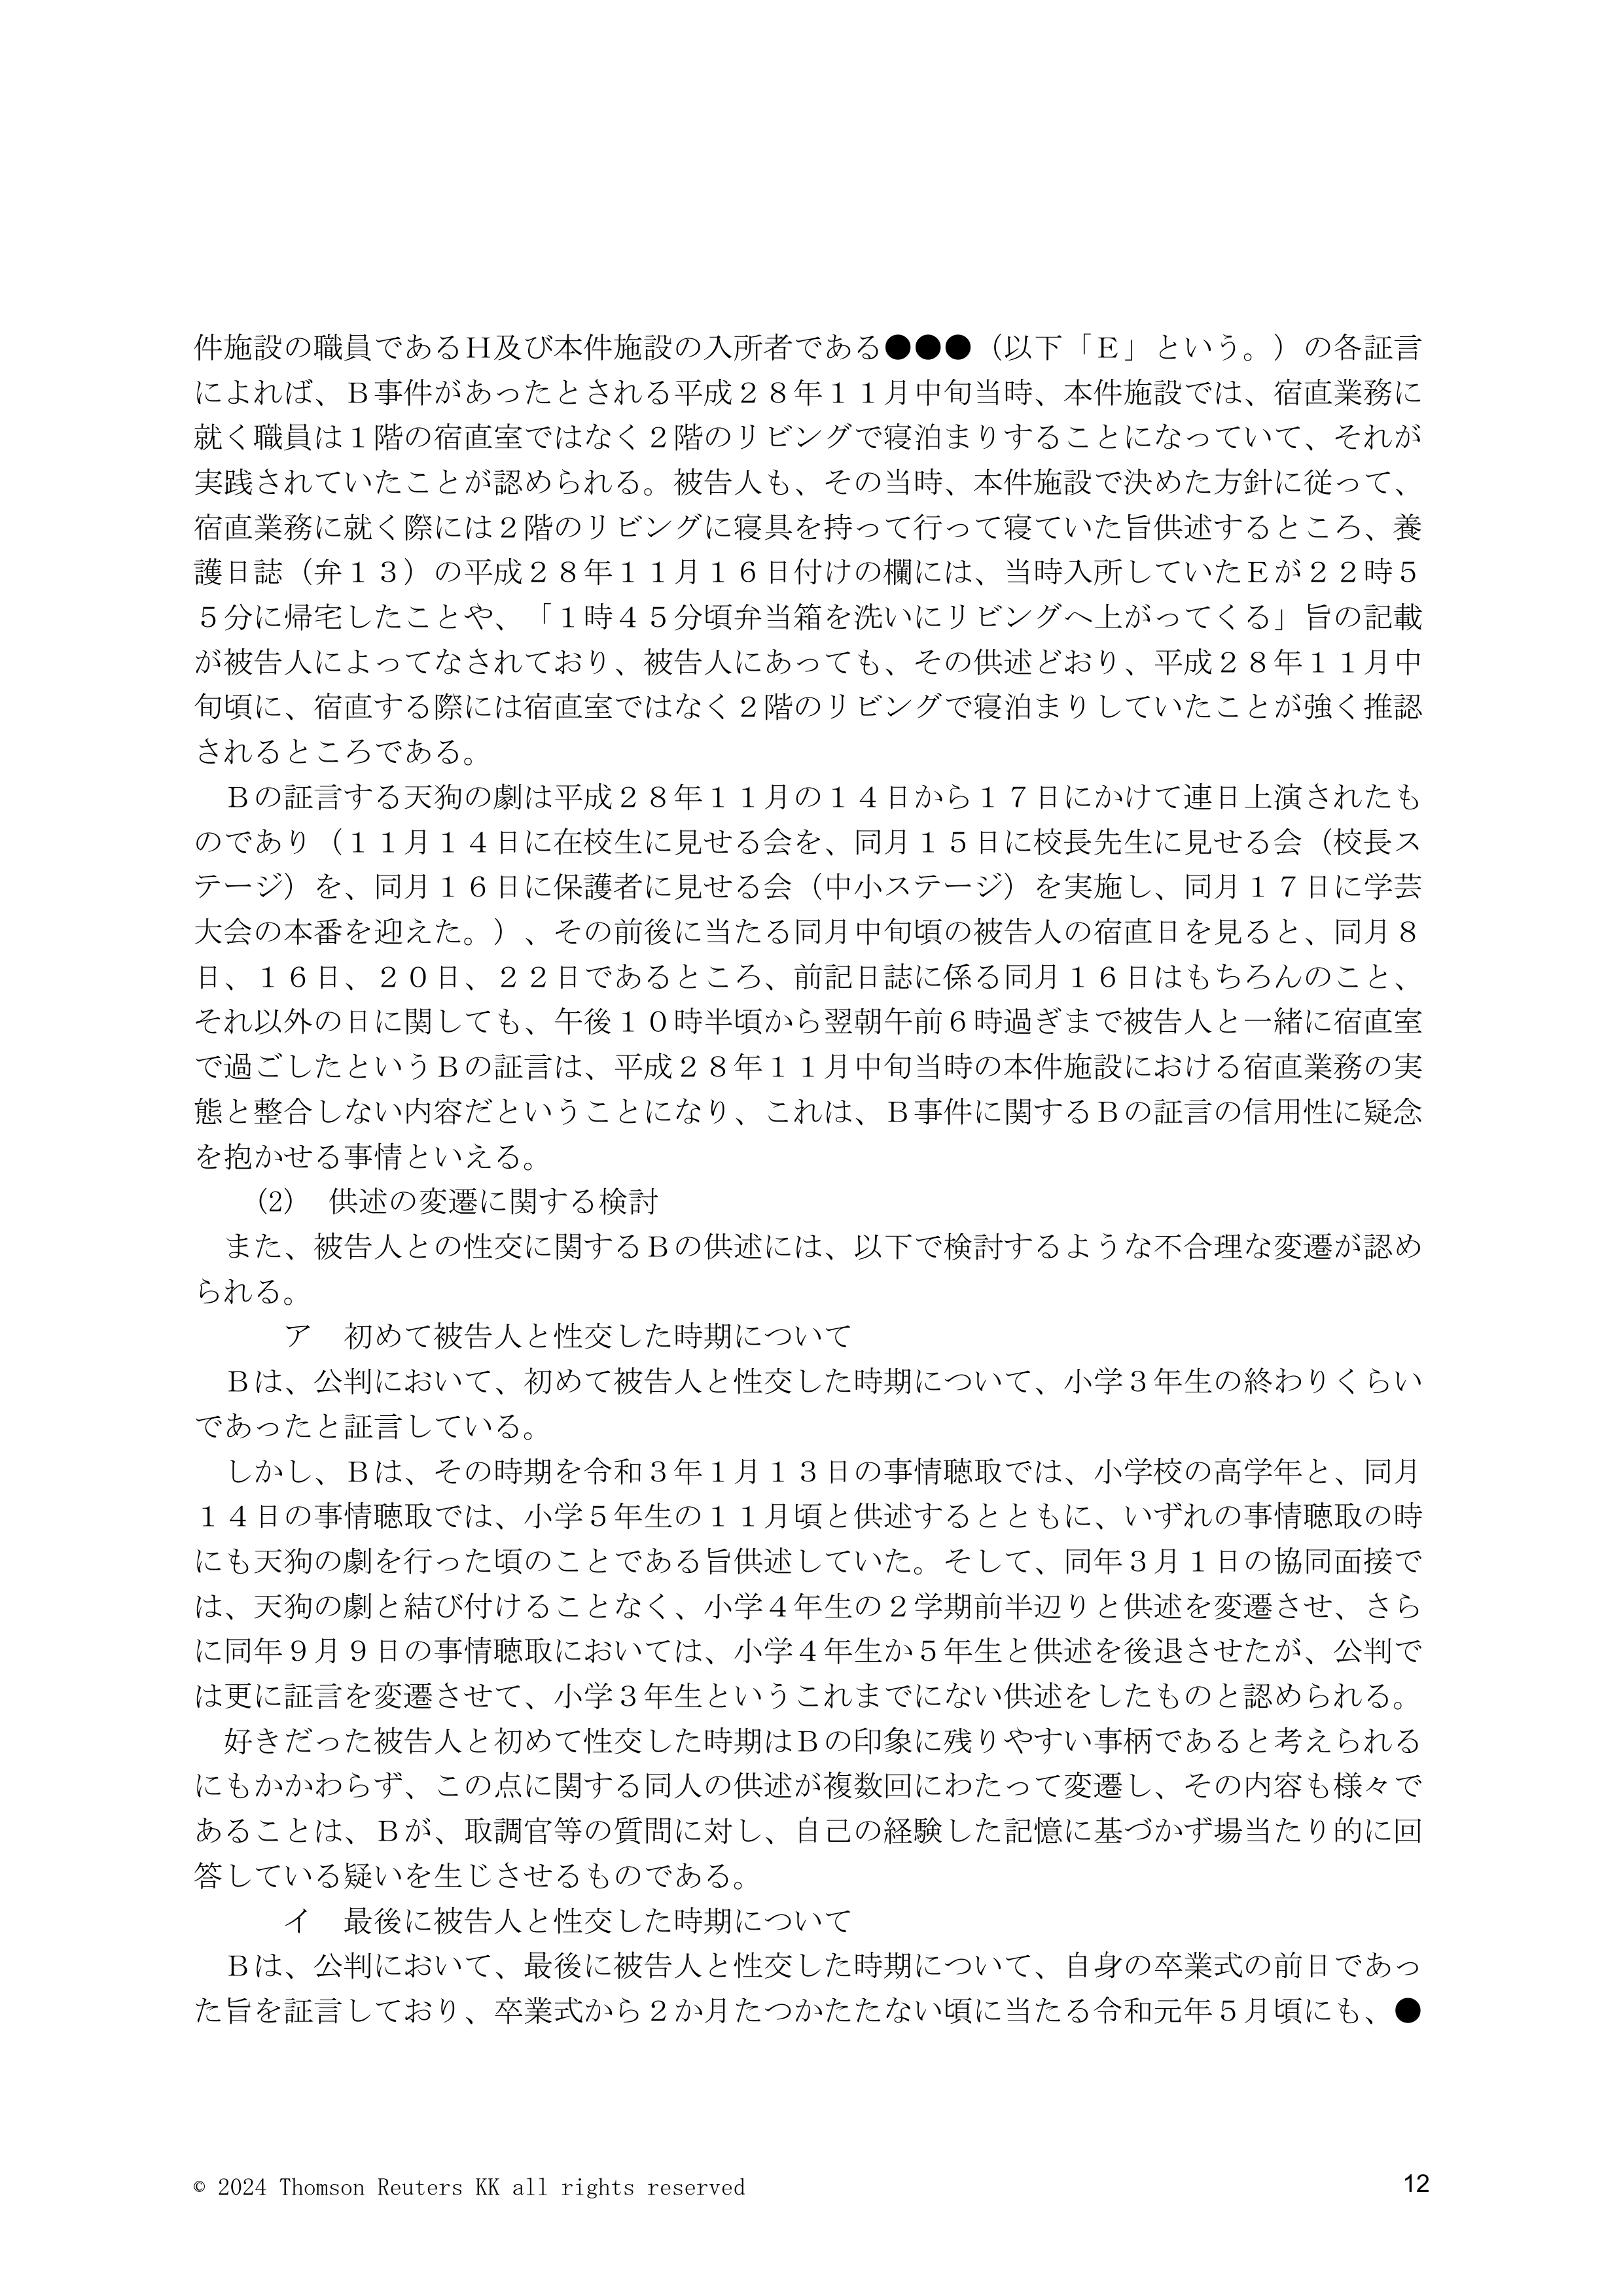 件施設の職員であるＨ及び本件施設の入所者である●●●（以下「Ｅ」という。）の各証言
によれば、Ｂ事件があったとされる平成２８年１１月中旬当時、本件施設では、宿直業務に
就く職員は１階の宿直室ではなく２階のリビングで寝泊まりすることになっていて、それが
実践されていたことが認められる。被告人も、その当時、本件施設で決めた方針に従って、
宿直業務に就く際には２階のリビングに寝具を持って行って寝ていた旨供述するところ、養
護日誌（弁１３）の平成２８年１１月１６日付けの欄には、当時入所していたＥが２２時５
５分に帰宅したことや、「１時４５分頃弁当箱を洗いにリビングへ上がってくる」旨の記載
が被告人によってなされており、被告人にあっても、その供述どおり、平成２８年１１月中
旬頃に、宿直する際には宿直室ではなく２階のリビングで寝泊まりしていたことが強く推認
されるところである。
　Ｂの証言する天狗の劇は平成２８年１１月の１４日から１７日にかけて連日上演されたも
のであり（１１月１４日に在校生に見せる会を、同月１５日に校長先生に見せる会（校長ス
テージ）を、同月１６日に保護者に見せる会（中小ステージ）を実施し、同月１７日に学芸
大会の本番を迎えた。）、その前後に当たる同月中旬頃の被告人の宿直日を見ると、同月８
日、１６日、２０日、２２日であるところ、前記日誌に係る同月１６日はもちろんのこと、
それ以外の日に関しても、午後１０時半頃から翌朝午前６時過ぎまで被告人と一緒に宿直室
で過ごしたというＢの証言は、平成２８年１１月中旬当時の本件施設における宿直業務の実
態と整合しない内容だということになり、これは、Ｂ事件に関するＢの証言の信用性に疑念
を抱かせる事情といえる。
　　(2)　供述の変遷に関する検討
　また、被告人との性交に関するＢの供述には、以下で検討するような不合理な変遷が認め
られる。
　　　ア　初めて被告人と性交した時期について
　Ｂは、公判において、初めて被告人と性交した時期について、小学３年生の終わりくらい
であったと証言している。
　しかし、Ｂは、その時期を令和３年１月１３日の事情聴取では、小学校の高学年と、同月
１４日の事情聴取では、小学５年生の１１月頃と供述するとともに、いずれの事情聴取の時
にも天狗の劇を行った頃のことである旨供述していた。そして、同年３月１日の協同面接で
は、天狗の劇と結び付けることなく、小学４年生の２学期前半辺りと供述を変遷させ、さら
に同年９月９日の事情聴取においては、小学４年生か５年生と供述を後退させたが、公判で
は更に証言を変遷させて、小学３年生というこれまでにない供述をしたものと認められる。
　好きだった被告人と初めて性交した時期はＢの印象に残りやすい事柄であると考えられる
にもかかわらず、この点に関する同人の供述が複数回にわたって変遷し、その内容も様々で
あることは、Ｂが、取調官等の質問に対し、自己の経験した記憶に基づかず場当たり的に回
答している疑いを生じさせるものである。
　　　イ　最後に被告人と性交した時期について
　Ｂは、公判において、最後に被告人と性交した時期について、自身の卒業式の前日であっ
た旨を証言しており、卒業式から２か月たつかたたない頃に当たる令和元年５月頃にも、●
© 2024 Thomson Reuters KK all rights reserved
12